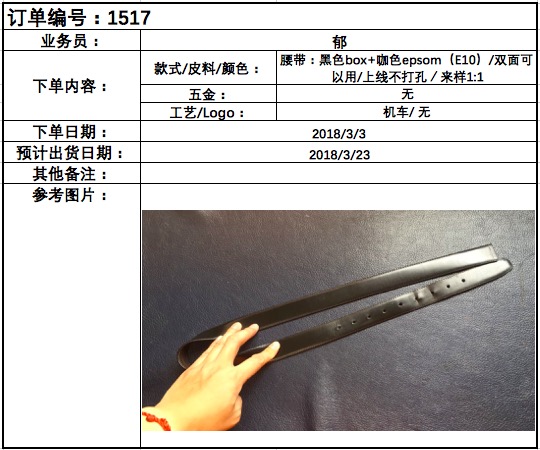 订单编号：1517
业务员：
郁
下单内容：
款式/皮料/颜色：
腰带：黑色box+咖色epsom（E10）/双面可
以用/上线不打孔／来样1:1
五金：
无
工艺/Logo：
机车/ 无
下单日期：
2018/3/3
预计出货日期：
2018/3/23
其他备注：
参考图片：